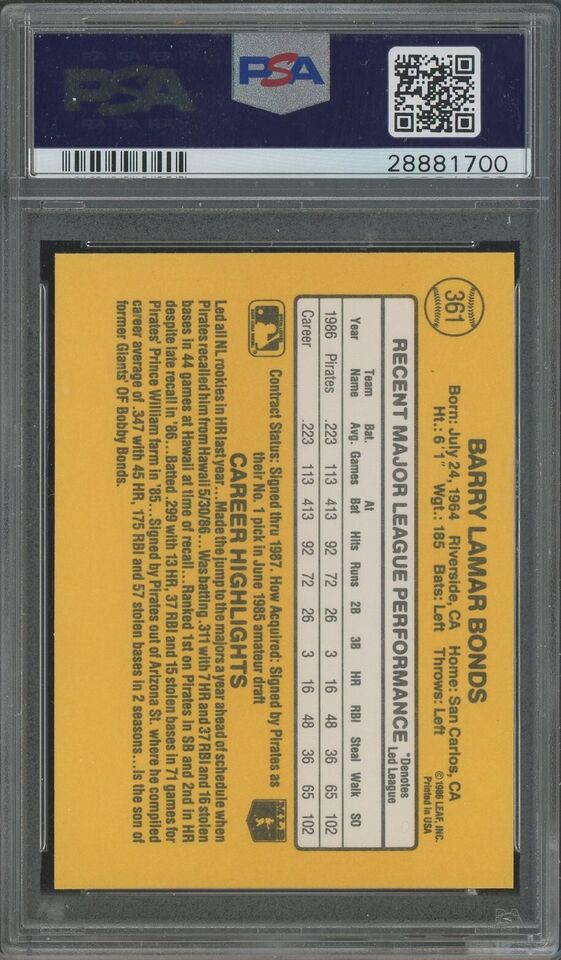 PSA
PSA
28881700
361
BARRY LAMAR BONDS
Born: July 24, 1964 Riverside, CA Home: San Carlos, CA
Ht.: 6'1" Wgt.: 185 Bats: Left Throws: Left
©1986 LEAF, INC.
Printed in USA
RECENT MAJOR LEAGUE PERFORMANCE
*Denotes
Led League
Team Bat. At
Year Name Avg. Games Bat Hits Runs 2B 3B HR RBI Steal Walk SO
1986 Pirates .223 113 413 92 72 26 3 16 48 36 65 102
Career .223 113 413 92 72 26 3 16 48 36 65 102
Contract Status: Signed thru 1987. How Acquired: Signed by Pirates as
their No. 1 pick in June 1985 amateur draft
MLB
CAREER HIGHLIGHTS
Led all NL rookies in HR last year...Made the jump to the majors a year ahead of schedule when
Pirates recalled him from Hawaii 5/30/86...Was batting .311 with 7 HR and 37 RBI and 16 stolen
bases in 44 games at Hawaii at time of recall...Ranked 1st on Pirates in SB and 2nd in HR
despite late recall in '86...Batted .299 with 13 HR, 37 RBI and 15 stolen bases in 71 games for
Pirates' Prince William farm in '85...Signed by Pirates out of Arizona St. where he compiled
career average of .347 with 45 HR, 175 RBI and 57 stolen bases in 2 seasons...Is the son of
former Giants' OF Bobby Bonds.